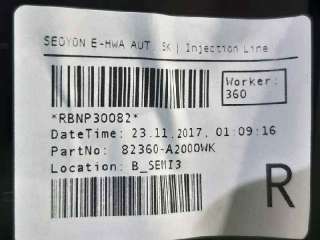 SEOYON E-HWA AUT. SK | Injection Line
Worker:
360
*RBNP30082*
DateTime: 23.11.2017, 01:09:16
PartNo: 82360-A2000WK
Location: B_SEMI3
R